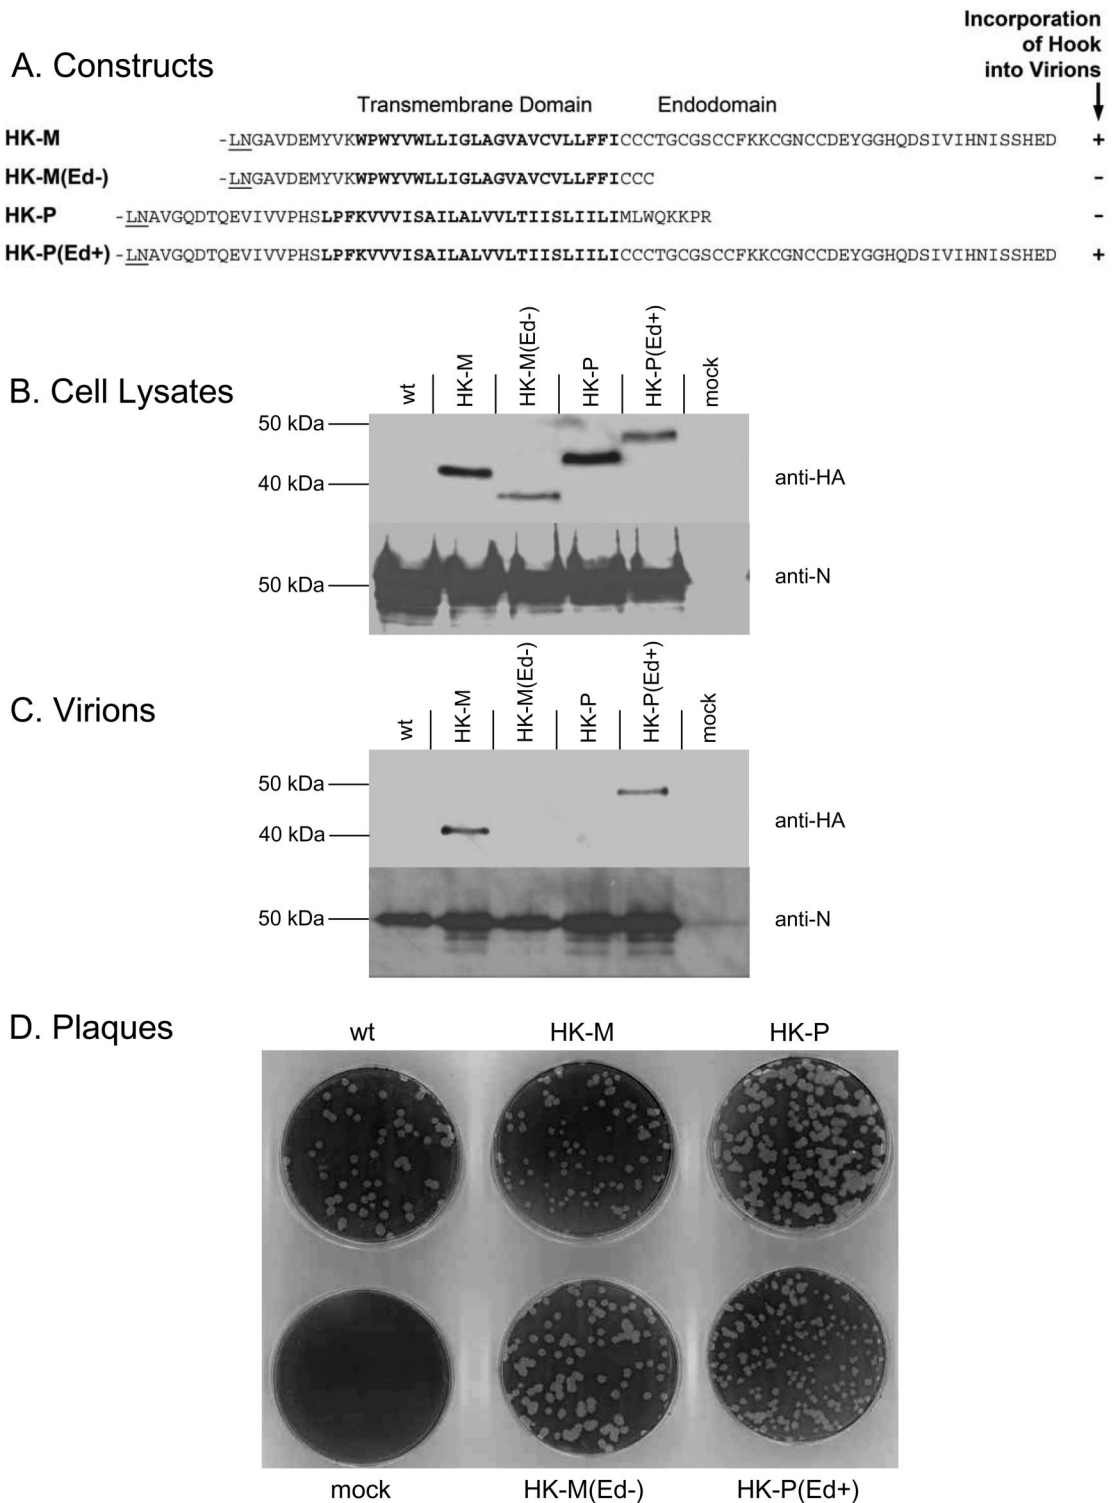 Incorporation
of Hook
into Virions
A. Constructs
Transmembrane Domain Endodomain
HK-M -LNGAVDEMYVKWPWYVWLLIGLAGVAVCVLLFFICCCTGCGSCCFKKCGNCCDEYGGHQDSIVIHNISSHED +
HK-M(Ed-) -LNGAVDEMYVKWPWYVWLLIGLAGVAVCVLLFFICCC -
HK-P -LNAVGQDTQEVIVVPHSLPFKVVVISAILALVVLTIISLIILIMLWQKKPR -
HK-P(Ed+) -LNAVGQDTQEVIVVPHSLPFKVVVISAILALVVLTIISLIILICCCTGCGSCCFKKCGNCCDEYGGHQDSIVIHNISSHED +
B. Cell Lysates
wt HK-M HK-M(Ed-) HK-P HK-P(Ed+) mock
50 kDa
40 kDa
anti-HA
50 kDa
anti-N
C. Virions
wt HK-M HK-M(Ed-) HK-P HK-P(Ed+) mock
50 kDa
40 kDa
anti-HA
50 kDa
anti-N
D. Plaques
wt HK-M HK-P
mock HK-M(Ed-) HK-P(Ed+)